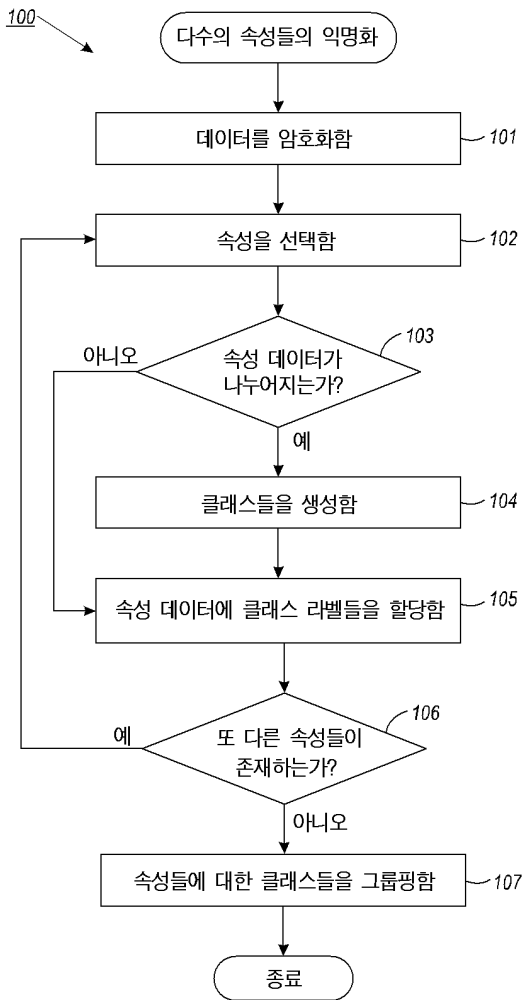 100
다수의 속성들의 익명화
데이터를 암호화함
101
속성을 선택함
102
103
아니오
속성 데이터가
나누어지는가?
예
클래스들을 생성함
104
속성 데이터에 클래스 라벨들을 할당함
105
106
예
또 다른 속성들이
존재하는가?
아니오
속성들에 대한 클래스들을 그룹핑함
107
종료